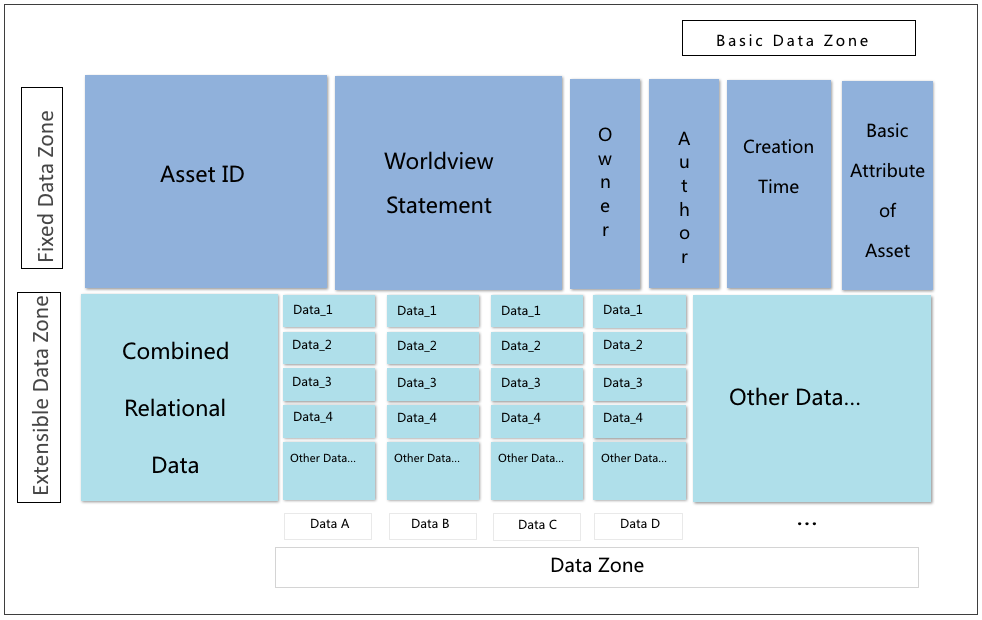 Basic Data Zone
Fixed Data Zone
Asset ID
Worldview
Statement
Owner
Author
Creation
Time
Basic
Attribute
of
Asset
Extensible Data Zone
Combined
Relational
Data
Data_1
Data_2
Data_3
Data_4
Other Data...
Data_1
Data_2
Data_3
Data_4
Other Data...
Data_1
Data_2
Data_3
Data_4
Other Data...
Data_1
Data_2
Data_3
Data_4
Other Data...
Other Data...
Data A
Data B
Data C
Data D
...
Data Zone